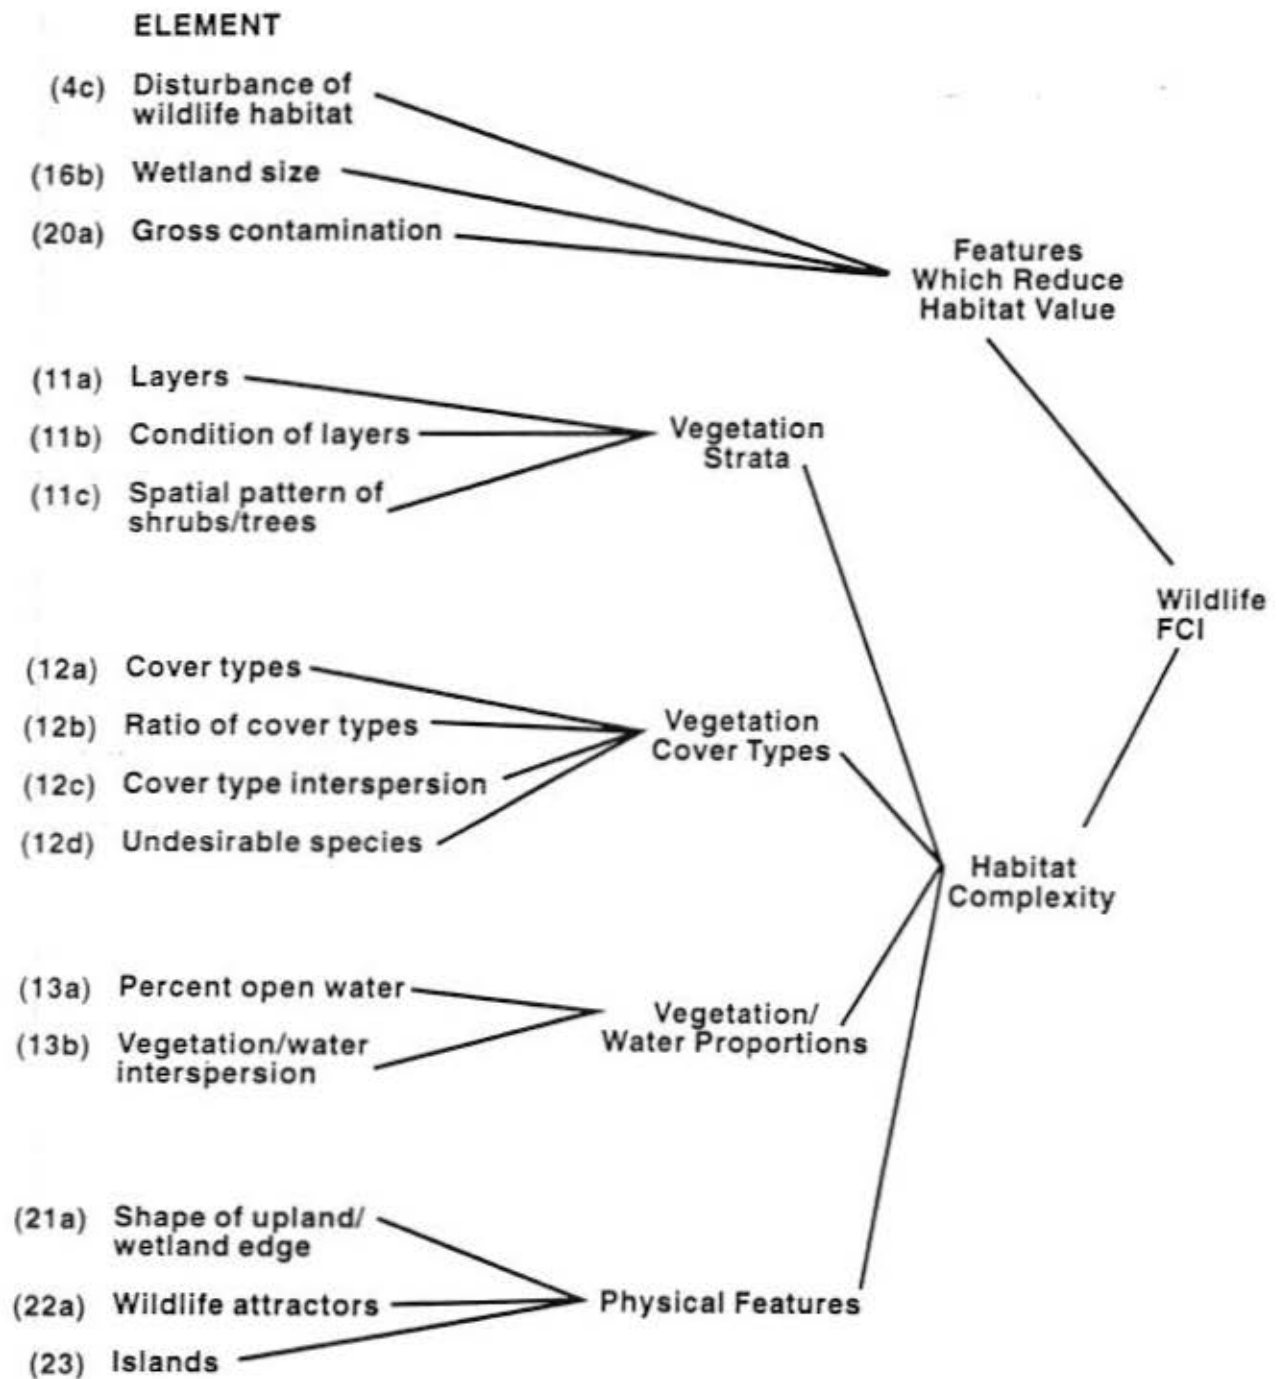 ELEMENT
(4c) Disturbance of
wildlife habitat
(16b) Wetland size
(20a) Gross contamination
Features
Which Reduce
Habitat Value
(11a) Layers
(11b) Condition of layers
(11c) Spatial pattern of
shrubs/trees
Vegetation
Strata
Wildlife
FCI
(12a) Cover types
(12b) Ratio of cover types
(12c) Cover type interspersion
(12d) Undesirable species
Vegetation
Cover Types
Habitat
Complexity
(13a) Percent open water
(13b) Vegetation/water
interspersion
Vegetation/
Water Proportions
(21a) Shape of upland/
wetland edge
(22a) Wildlife attractors
(23) Islands
Physical Features